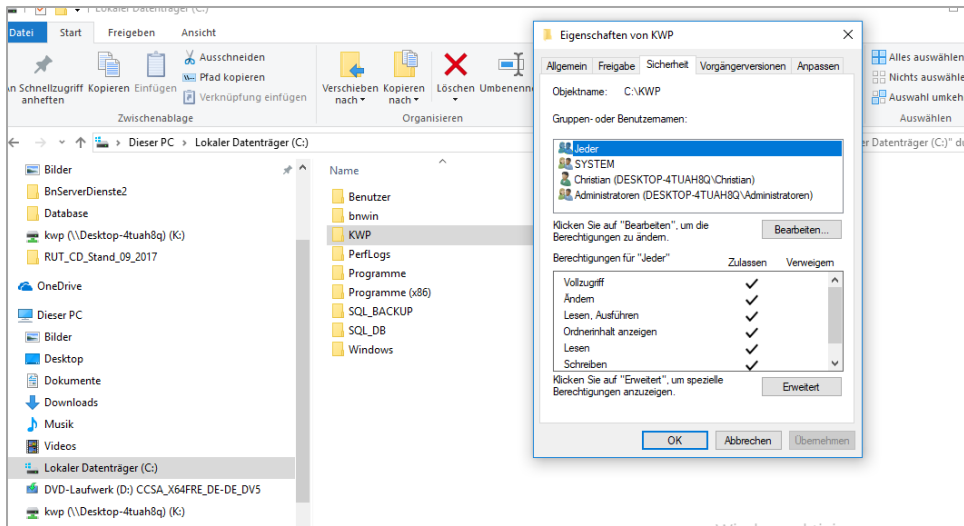 Lokaler Datenträger (C:)
Datei Start Freigeben Ansicht
Ausschneiden
Pfad kopieren
Verknüpfung einfügen
An Schnellzugriff anheften
Kopieren
Einfügen
Zwischenablage
Verschieben nach
Kopieren nach
Löschen
Organisieren
Alles auswählen
Auswählen
Dieser PC > Lokaler Datenträger (C:)
Bilder
BnServerDienste2
Database
kwp (\\Desktop-4tuah8q) (K:)
RUT_CD_Stand_09_2017
OneDrive
Dieser PC
Bilder
Desktop
Dokumente
Downloads
Musik
Videos
Lokaler Datenträger (C:)
DVD-Laufwerk (D:) CCSA_X64FRE_DE-DE_DV5
kwp (\\Desktop-4tuah8q) (K:)
Name
Benutzer
bnwin
KWP
PerfLogs
Programme
Programme (x86)
SQL_BACKUP
SQL_DB
Windows
Eigenschaften von KWP
Allgemein Freigabe Sicherheit Vorgängerversionen Anpassen
Objektname: C:\KWP
Gruppen- oder Benutzernamen:
Jeder
SYSTEM
Christian (DESKTOP-4TUAH8Q\Christian)
Administratoren (DESKTOP-4TUAH8Q\Administratoren)
Klicken Sie auf "Bearbeiten", um die
Berechtigungen zu ändern.
Bearbeiten...
Berechtigungen für "Jeder" Zulassen Verweigern
Vollzugriff
Ändern
Lesen, Ausführen
Ordnerinhalt anzeigen
Lesen
Schreiben
Klicken Sie auf "Erweitert", um spezielle
Berechtigungen anzuzeigen.
Erweitert
OK Abbrechen Übernehmen